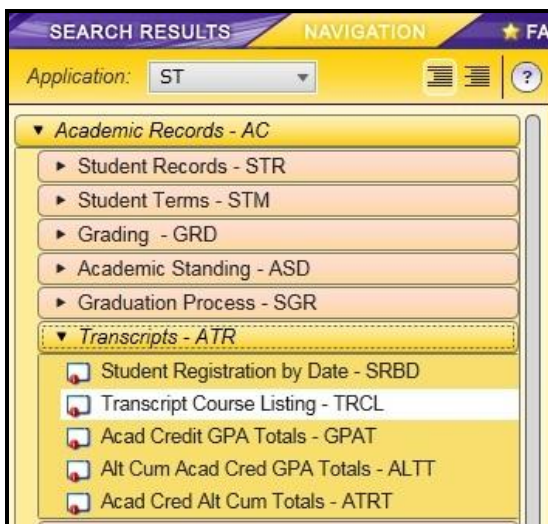 SEARCH RESULTS NAVIGATION FA
Application: ST ?
Academic Records - AC
Student Records - STR
Student Terms - STM
Grading - GRD
Academic Standing - ASD
Graduation Process - SGR
Transcripts - ATR
Student Registration by Date - SRBD
Transcript Course Listing - TRCL
Acad Credit GPA Totals - GPAT
Alt Cum Acad Cred GPA Totals - ALTT
Acad Cred Alt Cum Totals - ATRT